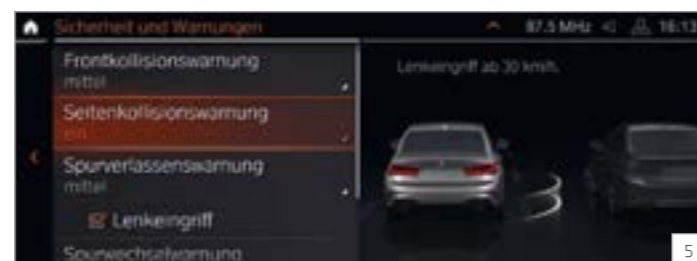 Sicherheit und Warnungen
87.5 MHz 16:13
Frontkollisionswarnung
mittel
Seitenkollisionswarnung
ein
Spurverlassenswarnung
mittel
Lenkeingriff
Spurwechselwarnung
Lenkeingriff ab 30 km/h.
5